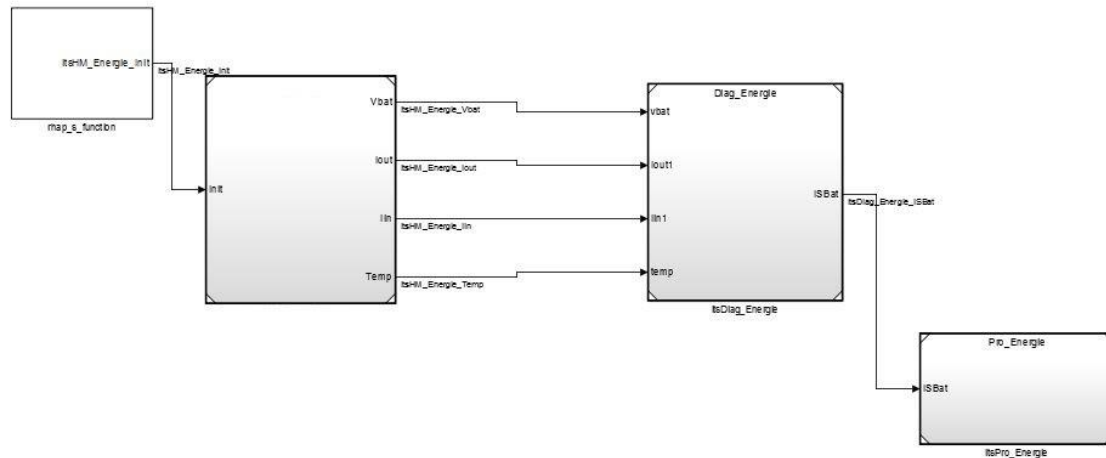 itsHM_Energie_Init
itsHM_Energie_Init
rhap_s_function
Init
Vbat
Iout
Iin
Temp
itsHM_Energie_Vbat
itsHM_Energie_Iout
itsHM_Energie_Iin
itsHM_Energie_Temp
Diag_Energie
vbat
Iout1
Iin1
temp
ISBat
itsDiag_Energie
itsDiag_Energie_ISBat
Pro_Energie
ISBat
itsPro_Energie